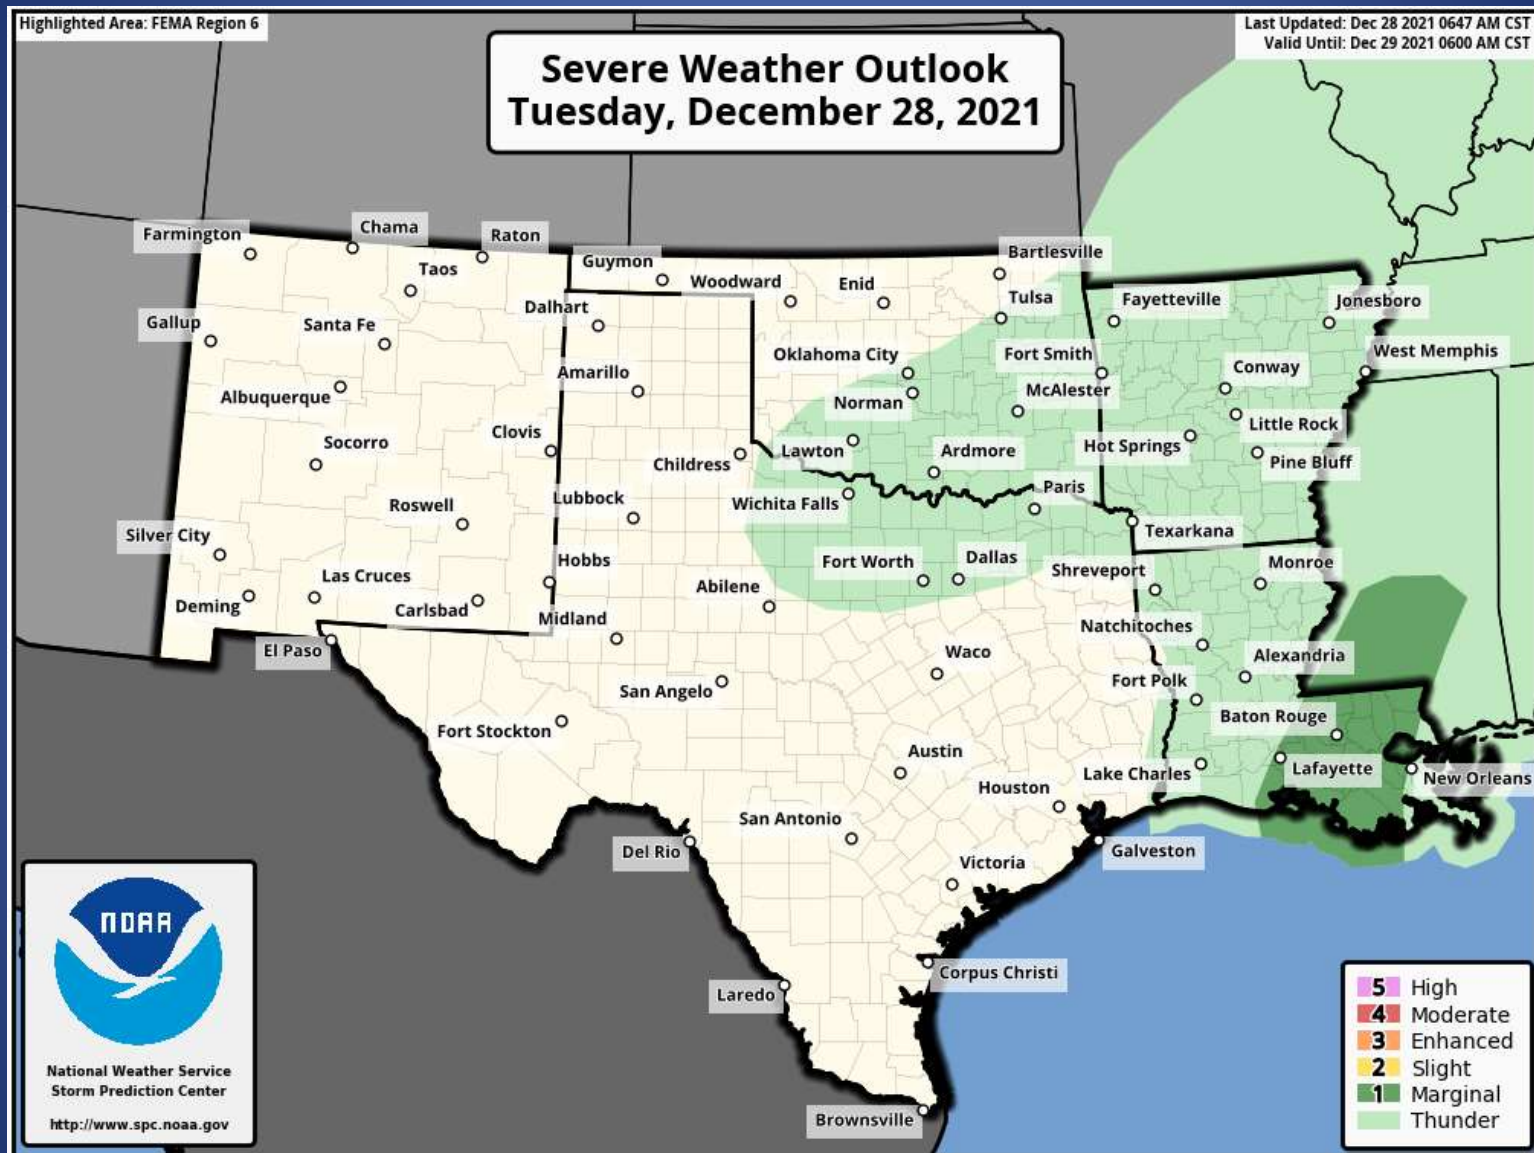 Highlighted Area: FEMA Region 6
Last Updated: Dec 28 2021 0647 AM CST
Valid Until: Dec 29 2021 0600 AM CST
Severe Weather Outlook
Tuesday, December 28, 2021
Farmington
Chama
Raton
Taos
Guymon
Woodward
Enid
Bartlesville
Tulsa
Fayetteville
Jonesboro
Gallup
Santa Fe
Dalhart
Oklahoma City
Fort Smith
West Memphis
Albuquerque
Amarillo
Norman
McAlester
Conway
Little Rock
Socorro
Clovis
Childress
Lawton
Ardmore
Hot Springs
Pine Bluff
Roswell
Lubbock
Wichita Falls
Paris
Texarkana
Silver City
Las Cruces
Hobbs
Fort Worth
Dallas
Shreveport
Monroe
Deming
Carlsbad
Midland
Abilene
Natchitoches
El Paso
Waco
Alexandria
San Angelo
Fort Polk
Fort Stockton
Baton Rouge
Austin
Houston
Lake Charles
Lafayette
New Orleans
San Antonio
Del Rio
Victoria
Galveston
Corpus Christi
Laredo
Brownsville
NOAA
National Weather Service
Storm Prediction Center
http://www.spc.noaa.gov
5 High
4 Moderate
3 Enhanced
2 Slight
1 Marginal
Thunder